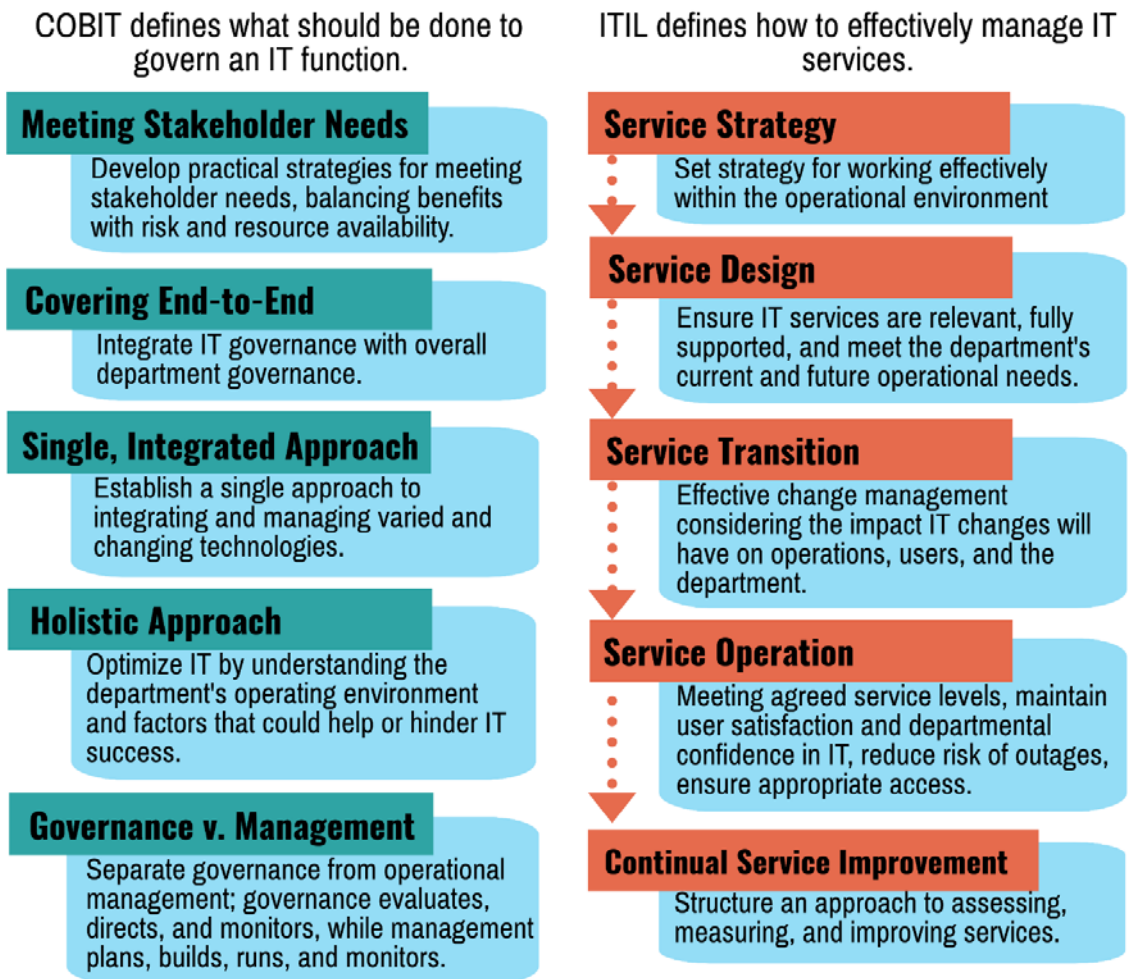 COBIT defines what should be done to
govern an IT function.
Meeting Stakeholder Needs
Develop practical strategies for meeting
stakeholder needs, balancing benefits
with risk and resource availability.
Covering End-to-End
Integrate IT governance with overall
department governance.
Single, Integrated Approach
Establish a single approach to
integrating and managing varied and
changing technologies.
Holistic Approach
Optimize IT by understanding the
department's operating environment
and factors that could help or hinder IT
success.
Governance v. Management
Separate governance from operational
management; governance evaluates,
directs, and monitors, while management
plans, builds, runs, and monitors.
ITIL defines how to effectively manage IT
services.
Service Strategy
Set strategy for working effectively
within the operational environment
Service Design
Ensure IT services are relevant, fully
supported, and meet the department's
current and future operational needs.
Service Transition
Effective change management
considering the impact IT changes will
have on operations, users, and the
department.
Service Operation
Meeting agreed service levels, maintain
user satisfaction and departmental
confidence in IT, reduce risk of outages,
ensure appropriate access.
Continual Service Improvement
Structure an approach to assessing,
measuring, and improving services.